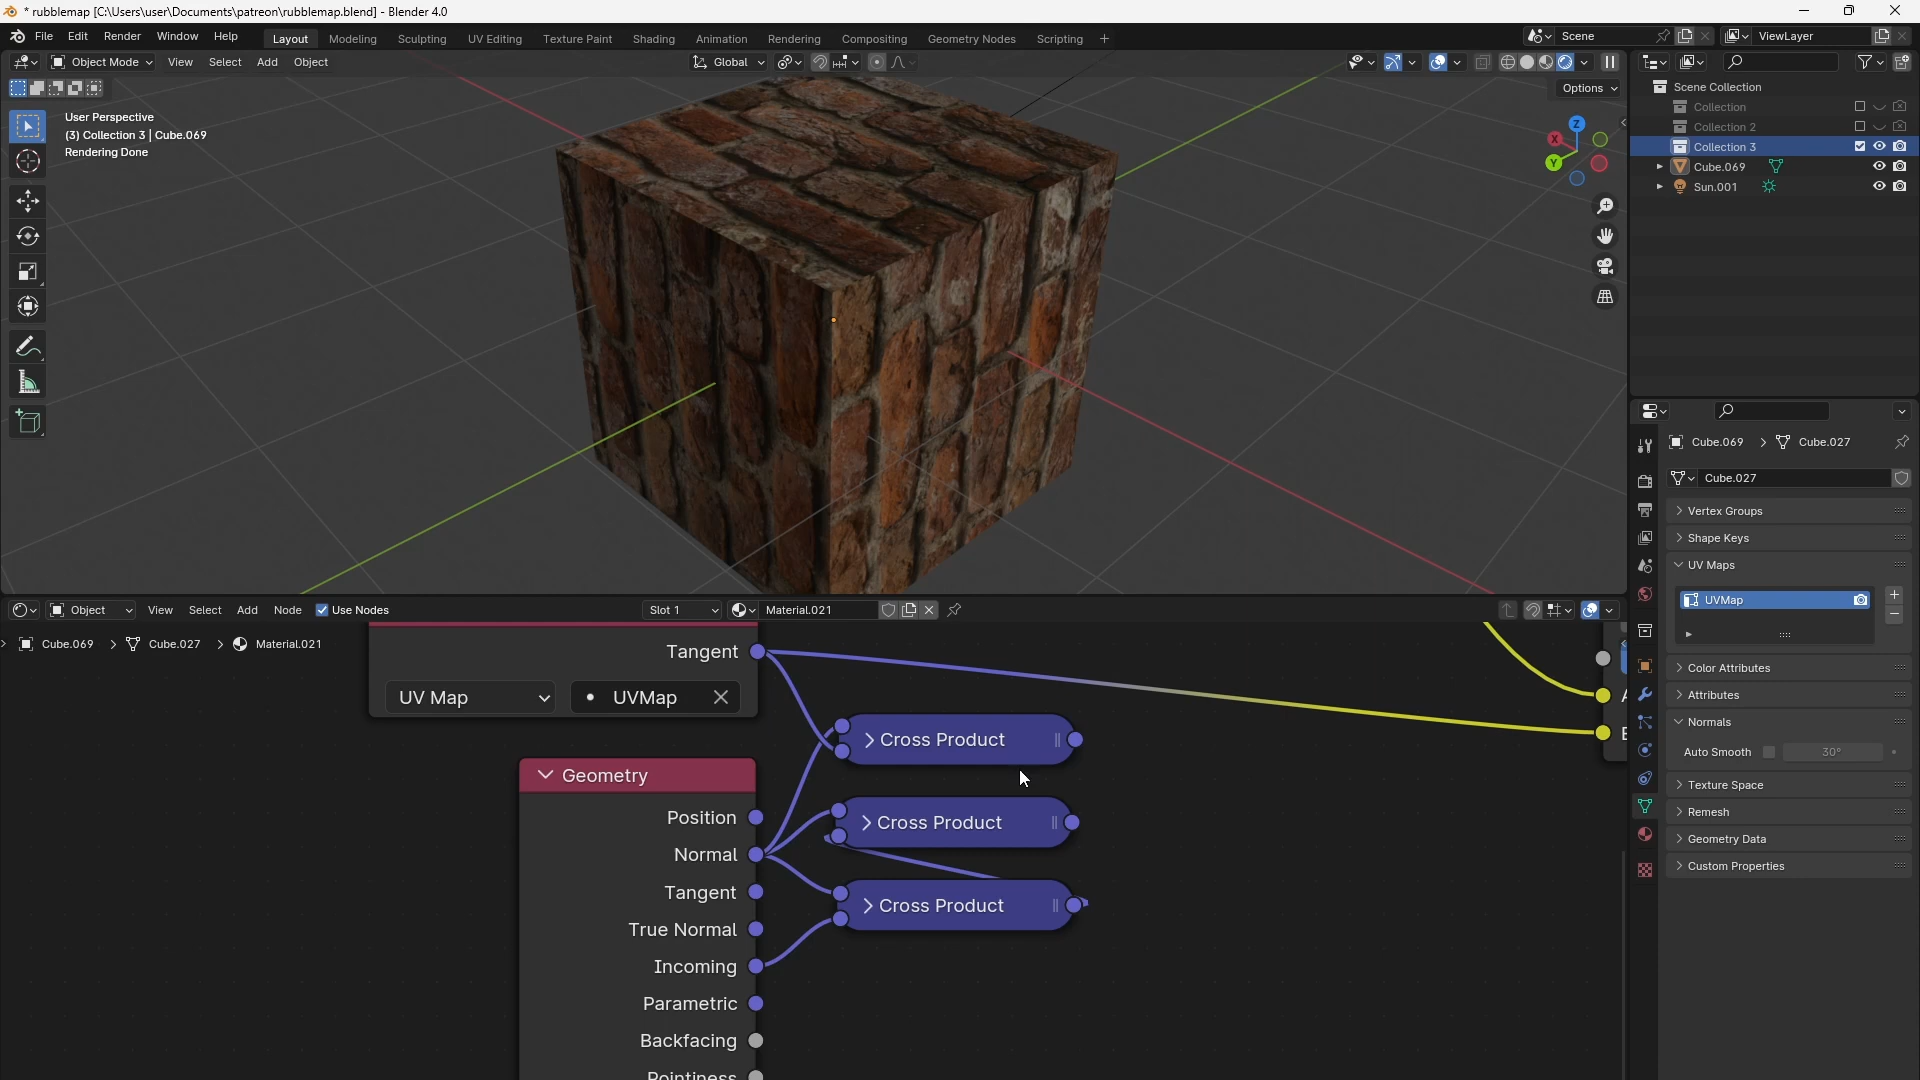 * rubblemap [C:\Users\user\Documents\patreon\rubblemap.blend] - Blender 4.0
File Edit Render Window Help Layout Modeling Sculpting UV Editing Texture Paint Shading Animation Rendering Compositing Geometry Nodes Scripting + Scene ViewLayer
Object Mode View Select Add Object Global
Options
User Perspective
(3) Collection 3 | Cube.069
Rendering Done
Z
X
Y
Scene Collection
Collection
Collection 2
Collection 3
Cube.069
Sun.001
Cube.069 > Cube.027
Cube.027
Vertex Groups
Shape Keys
UV Maps
UVMap
Color Attributes
Attributes
Normals
Auto Smooth 30°
Texture Space
Remesh
Geometry Data
Custom Properties
Object View Select Add Node Use Nodes Slot 1 Material.021
Cube.069 > Cube.027 > Material.021
Tangent
UV Map UVMap
Cross Product
Cross Product
Cross Product
Geometry
Position
Normal
Tangent
True Normal
Incoming
Parametric
Backfacing
Pointiness